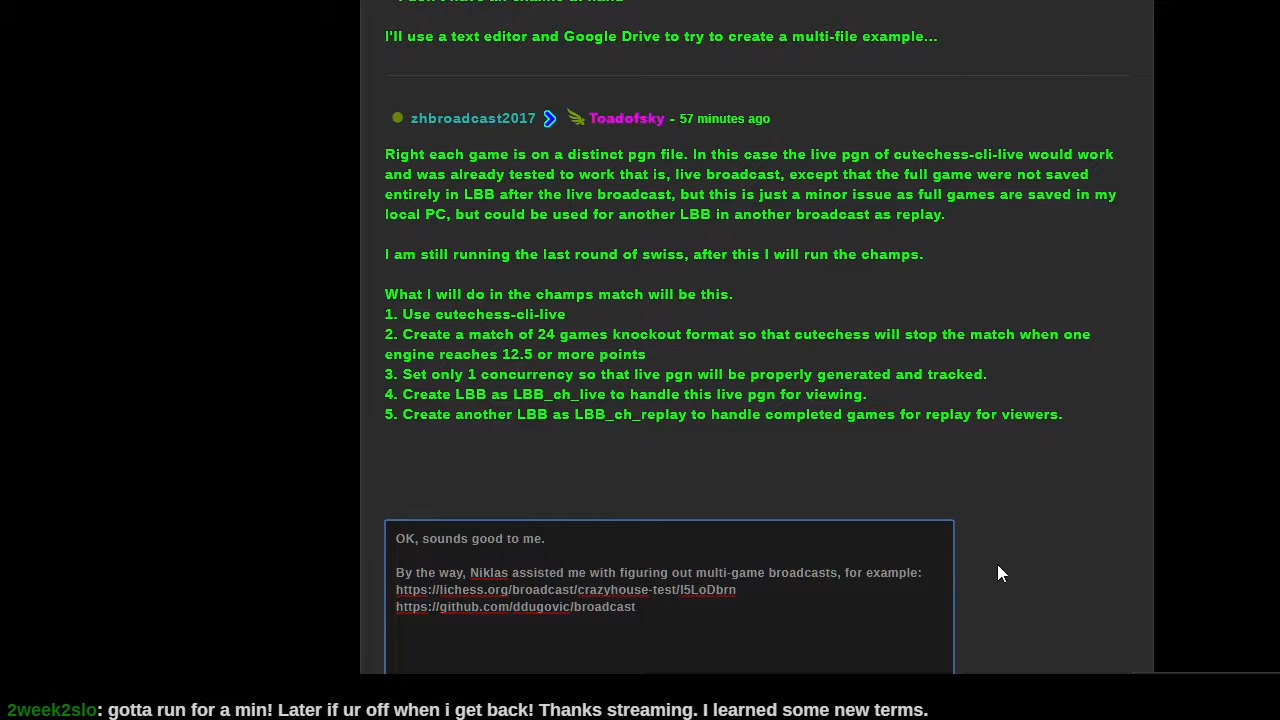 I'll use a text editor and Google Drive to try to create a multi-file example...
zhbroadcast2017 Toadofsky - 57 minutes ago
Right each game is on a distinct pgn file. In this case the live pgn of cutechess-cli-live would work
and was already tested to work that is, live broadcast, except that the full game were not saved
entirely in LBB after the live broadcast, but this is just a minor issue as full games are saved in my
local PC, but could be used for another LBB in another broadcast as replay.
I am still running the last round of swiss, after this I will run the champs.
What I will do in the champs match will be this.
1. Use cutechess-cli-live
2. Create a match of 24 games knockout format so that cutechess will stop the match when one
engine reaches 12.5 or more points
3. Set only 1 concurrency so that live pgn will be properly generated and tracked.
4. Create LBB as LBB_ch_live to handle this live pgn for viewing.
5. Create another LBB as LBB_ch_replay to handle completed games for replay for viewers.
OK, sounds good to me.
By the way, Niklas assisted me with figuring out multi-game broadcasts, for example:
https://lichess.org/broadcast/crazyhouse-test/l5LoDbrn
https://github.com/ddugovic/broadcast
2week2slo: gotta run for a min! Later if ur off when i get back! Thanks streaming. I learned some new terms.